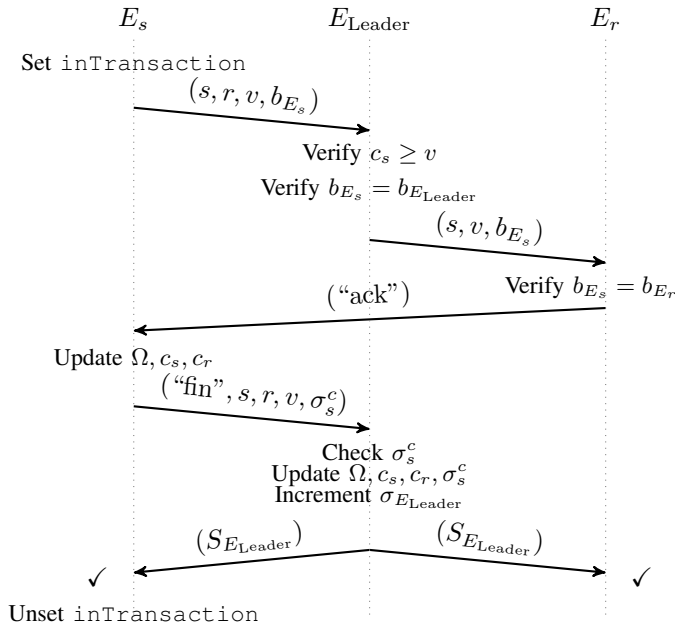 E_s E_Leader E_r
Set inTransaction
(s, r, v, b_{E_s})
Verify c_s ≥ v
Verify b_{E_s} = b_{E_Leader}
(s, v, b_{E_s})
Verify b_{E_s} = b_{E_r}
(“ack”)
Update Ω, c_s, c_r
(“fin”, s, r, v, σ_s^c)
Check σ_s^c
Update Ω, c_s, c_r, σ_s^c
Increment σ_{E_Leader}
(S_{E_Leader}) (S_{E_Leader})
✓ ✓
Unset inTransaction